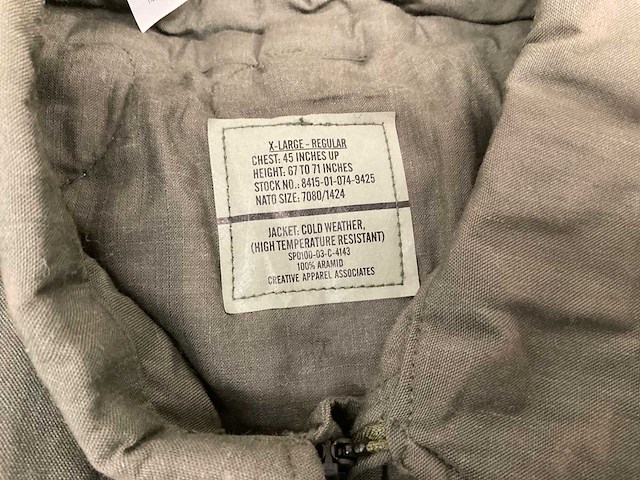 X-LARGE - REGULAR
CHEST: 45 INCHES UP
HEIGHT: 67 TO 71 INCHES
STOCK NO.: 8415-01-074-9425
NATO SIZE: 7080/1424
JACKET: COLD WEATHER,
(HIGH TEMPERATURE RESISTANT)
SP0100-03-C-4143
100% ARAMID
CREATIVE APPAREL ASSOCIATES